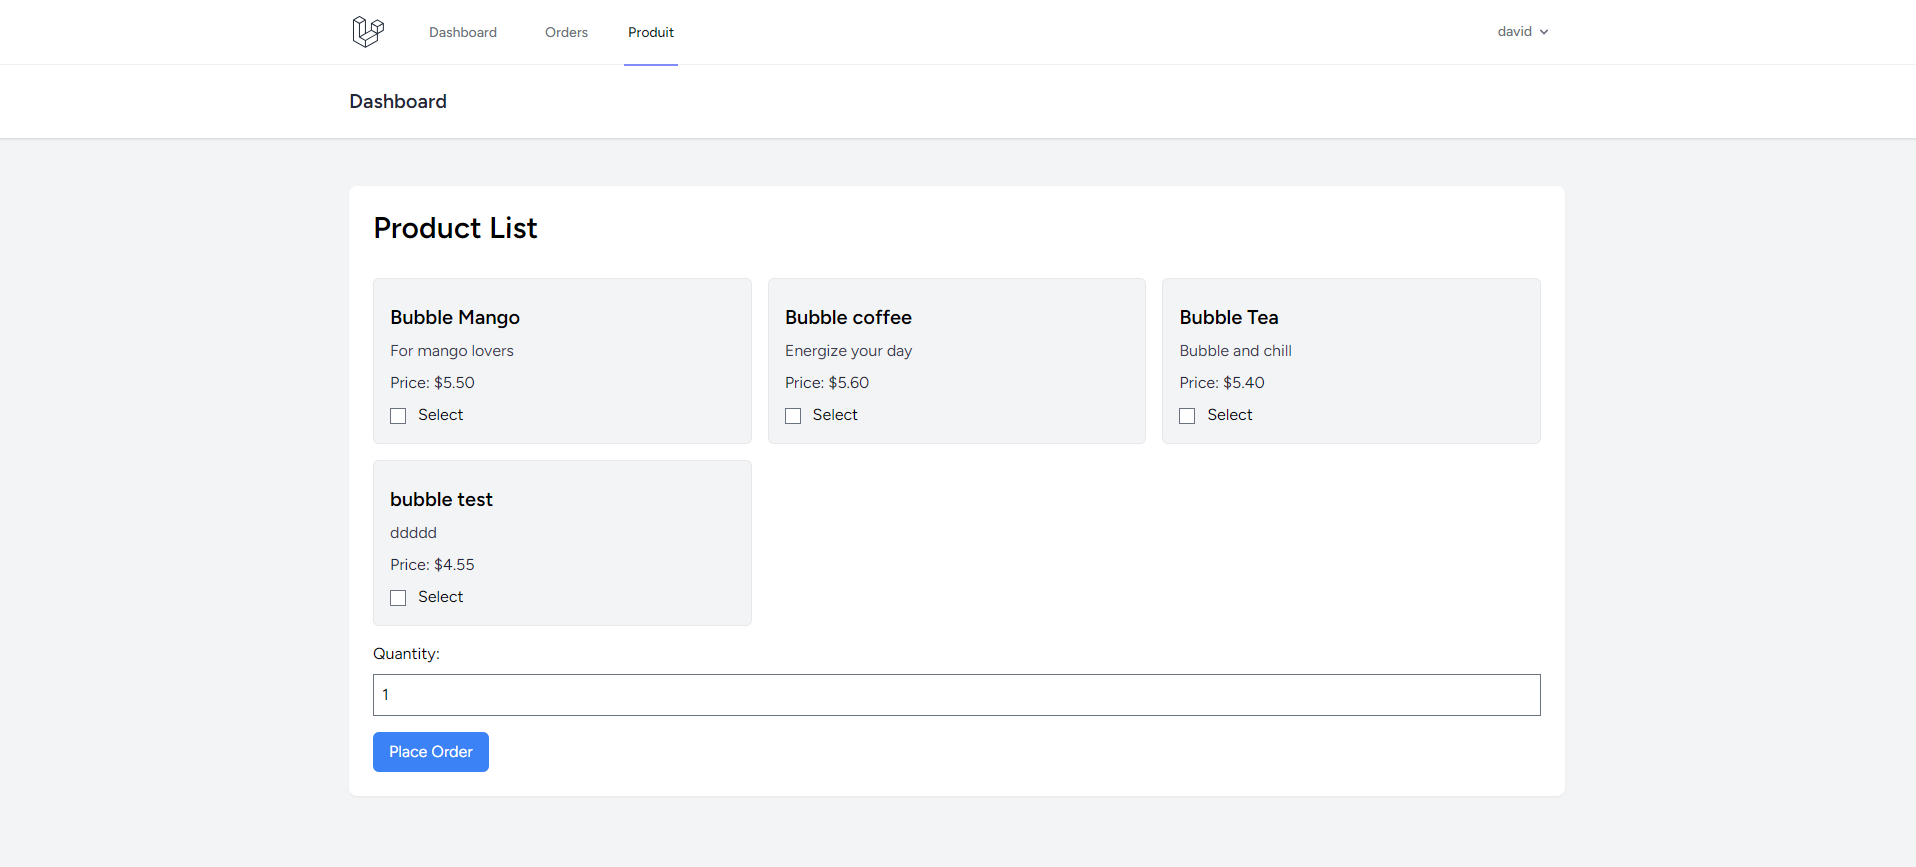 Dashboard Orders Produit david
Dashboard
Product List
Bubble Mango
For mango lovers
Price: $5.50
Select
Bubble coffee
Energize your day
Price: $5.60
Select
Bubble Tea
Bubble and chill
Price: $5.40
Select
bubble test
ddddd
Price: $4.55
Select
Quantity:
1
Place Order